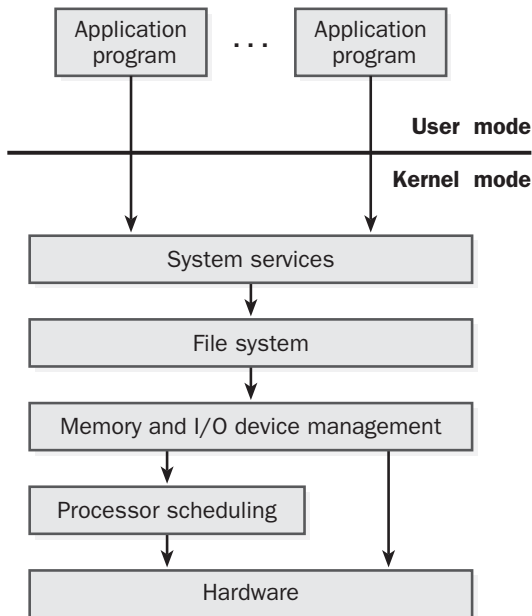 Application
program
. . .
Application
program
User mode
Kernel mode
System services
File system
Memory and I/O device management
Processor scheduling
Hardware